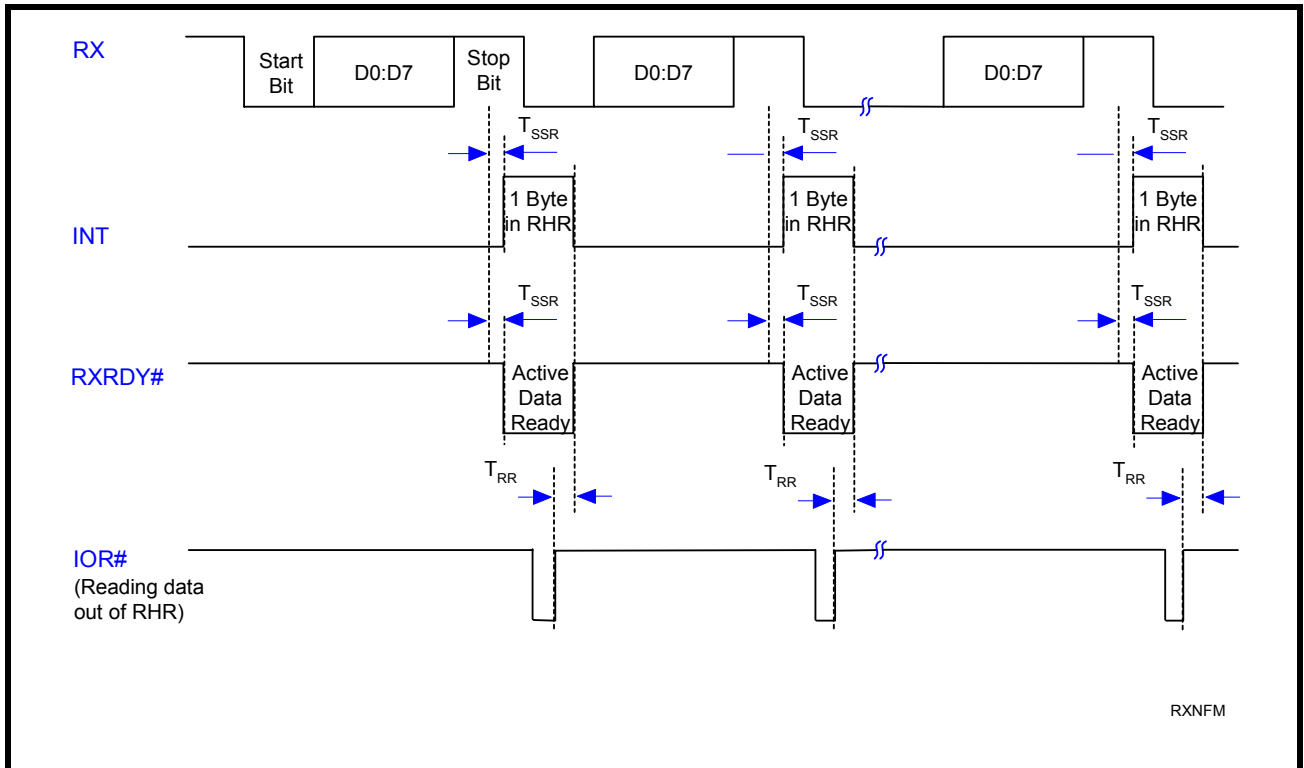 RX
Start
Bit
D0:D7
Stop
Bit
D0:D7
D0:D7
TSSR
TSSR
TSSR
INT
1 Byte
in RHR
1 Byte
in RHR
1 Byte
in RHR
TSSR
TSSR
TSSR
RXRDY#
Active
Data
Ready
Active
Data
Ready
Active
Data
Ready
TRR
TRR
TRR
IOR#
(Reading data
out of RHR)
RXNFM